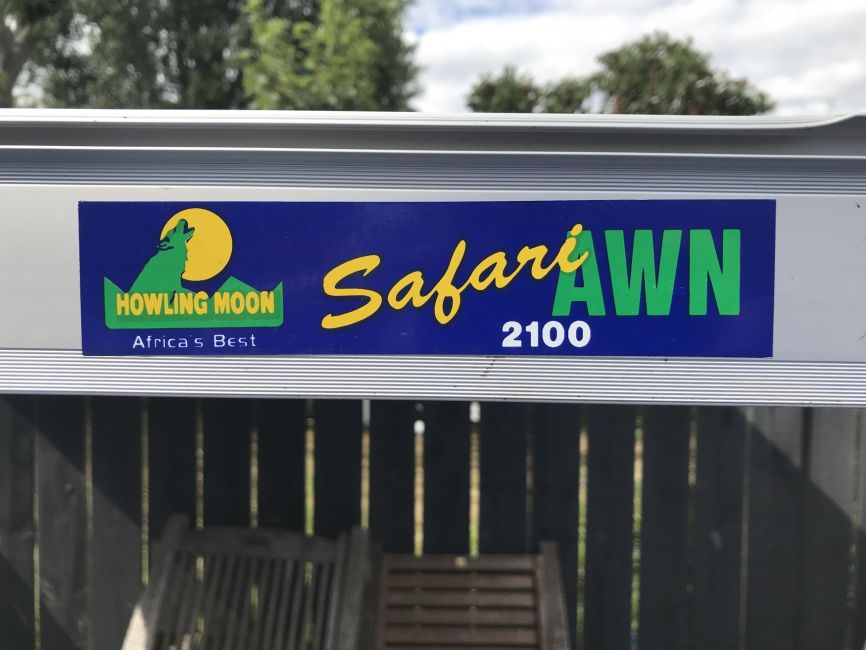 HOWLING MOON
Africa's Best
Safari AWN
2100